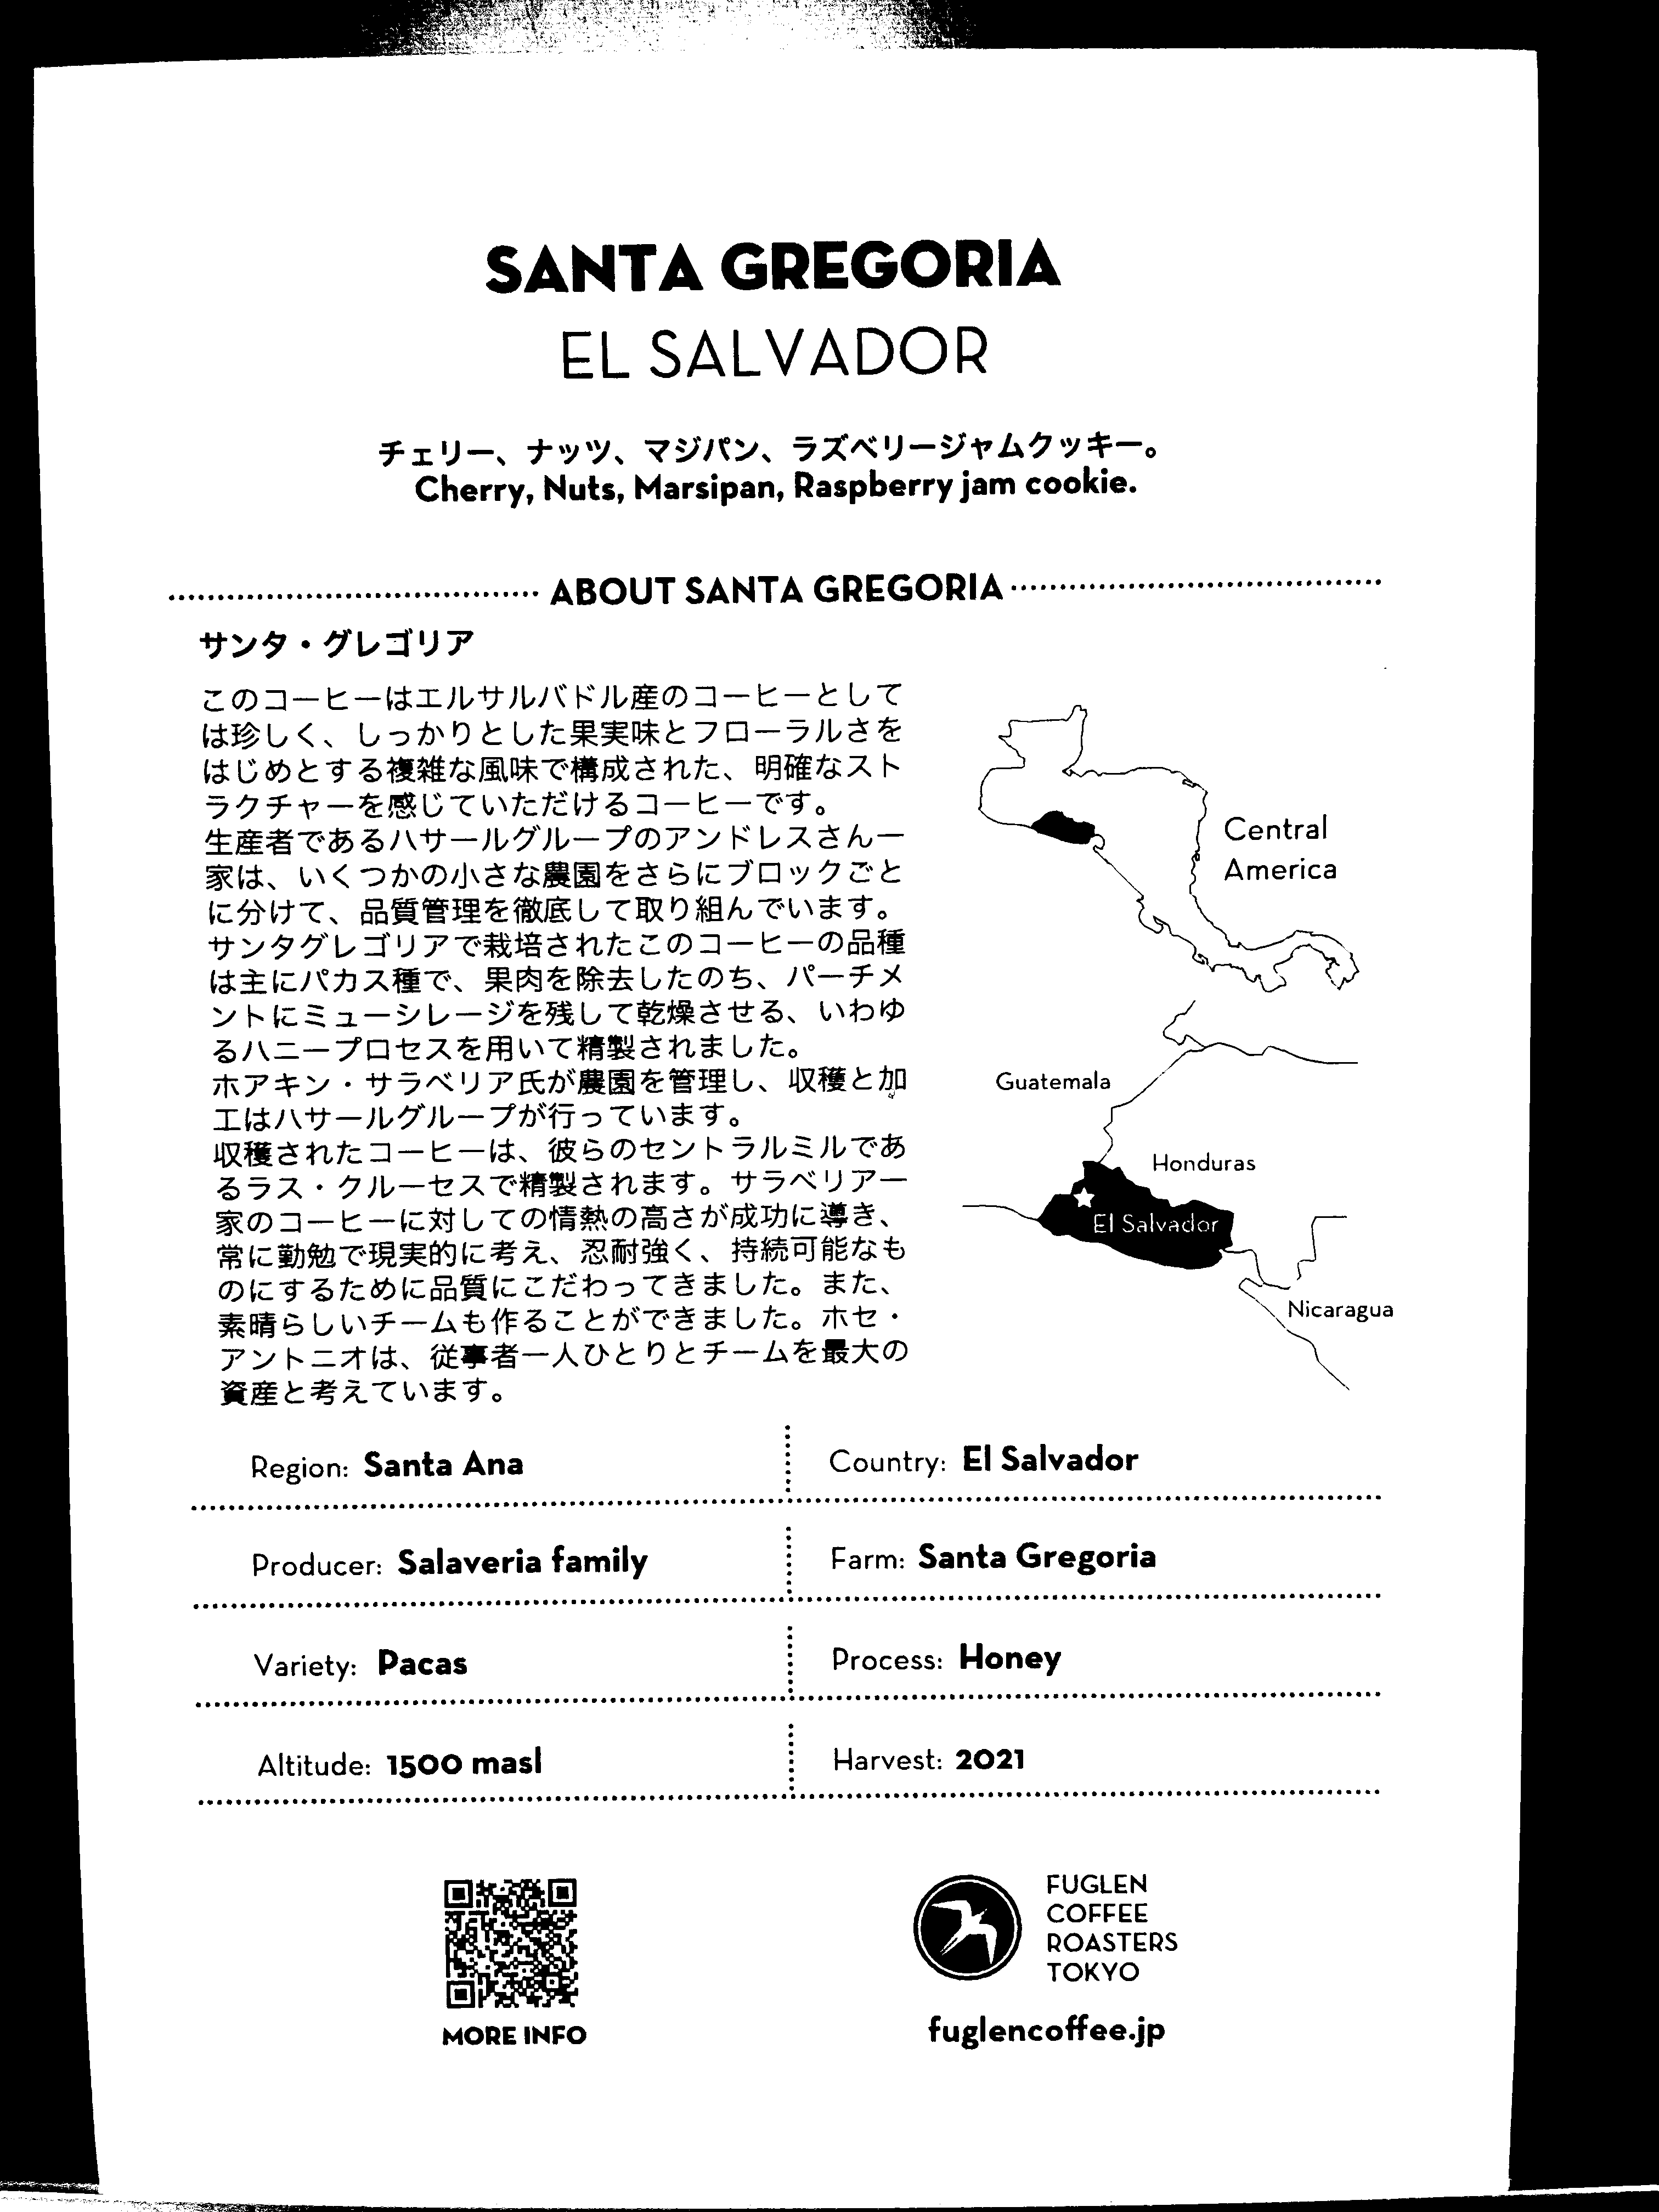 SANTA GREGORIA
EL SALVADOR
チェリー、ナッツ、マジパン、ラズベリージャムクッキー。
Cherry, Nuts, Marsipan, Raspberry jam cookie.
ABOUT SANTA GREGORIA
サンタ・グレゴリア
このコーヒーはエルサルバドル産のコーヒーとして
は珍しく、しっかりとした果実味とフローラルさを
はじめとする複雑な風味で構成された、明確なスト
ラクチャーを感じていただけるコーヒーです。
生産者であるハサールグループのアンドレスさん一
家は、いくつかの小さな農園をさらにブロックごと
に分けて、品質管理を徹底して取り組んでいます。
サンタグレゴリアで栽培されたこのコーヒーの品種
は主にパカス種で、果肉を除去したのち、パーチメ
ントにミューシレージを残して乾燥させる、いわゆ
るハニープロセスを用いて精製されました。
ホアキン・サラベリア氏が農園を管理し、収穫と加
工はハサールグループが行っています。
収穫されたコーヒーは、彼らのセントラルミルであ
るラス・クルーセスで精製されます。サラベリア一
家のコーヒーに対しての情熱の高さが成功に導き、
常に勤勉で現実的に考え、忍耐強く、持続可能なも
のにするために品質にこだわってきました。また、
素晴らしいチームも作ることができました。ホセ・
アントニオは、従事者一人ひとりとチームを最大の
資産と考えています。
Central
America
Guatemala
Honduras
El Salvador
Nicaragua
Region: Santa Ana
Country: El Salvador
Producer: Salaveria family
Farm: Santa Gregoria
Variety: Pacas
Process: Honey
Altitude: 1500 masl
Harvest: 2021
MORE INFO
FUGLEN
COFFEE
ROASTERS
TOKYO
fuglencoffee.jp